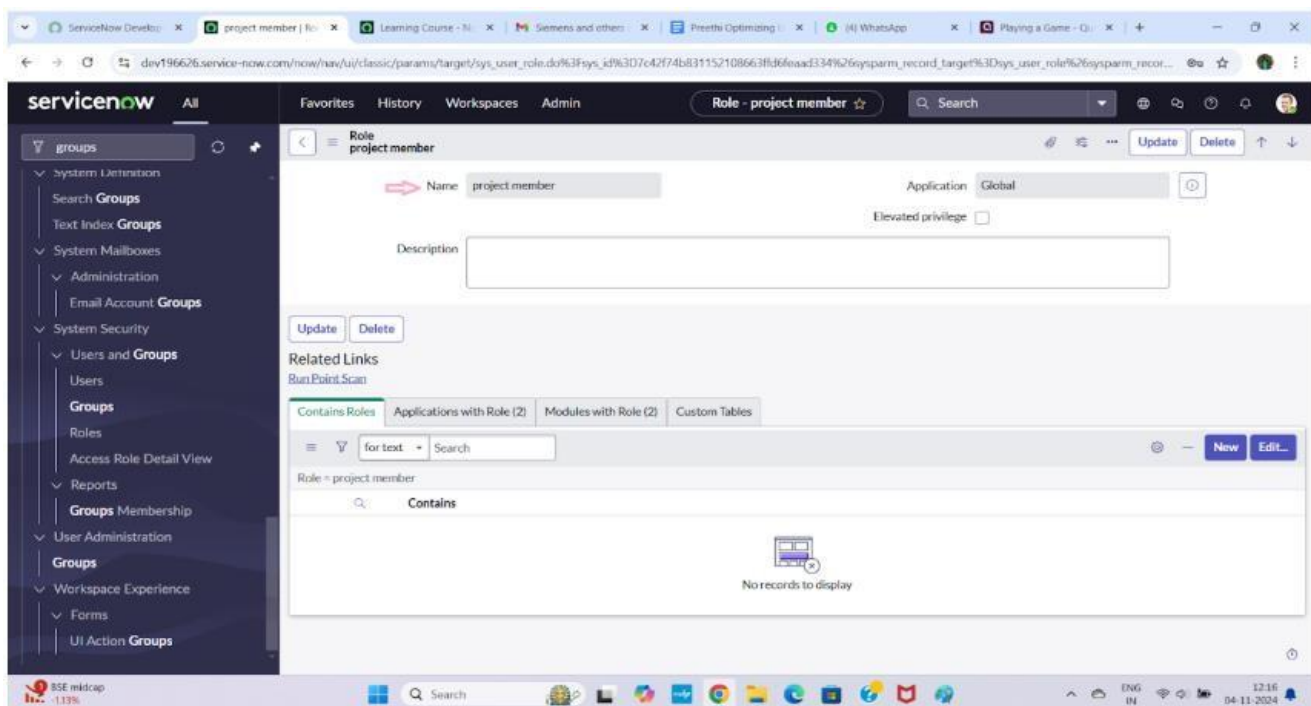 ServiceNow Develop
project member | Ro
Learning Course - N
Siemens and others
Preethi Optimizing
(4) WhatsApp
Playing a Game - Qu
dev196626.service-now.com/now/nav/ui/classic/params/target/sys_user_role.do%3Fsys_id%3D7c42f74b831152108663ffd6feaad334%26sysparm_record_target%3Dsys_user_role%26sysparm_recor...
servicenow All Favorites History Workspaces Admin Role - project member Search
groups
System Definition
Search Groups
Text Index Groups
System Mailboxes
Administration
Email Account Groups
System Security
Users and Groups
Users
Groups
Roles
Access Role Detail View
Reports
Groups Membership
User Administration
Groups
Workspace Experience
Forms
UI Action Groups
Role
project member
Update Delete
Name project member
Application Global
Elevated privilege
Description
Update Delete
Related Links
Run Point Scan
Contains Roles Applications with Role (2) Modules with Role (2) Custom Tables
for text Search New Edit...
Role = project member
Contains
No records to display
BSE midcap
-1.13%
Search
ENG
IN
12:16
04-11-2024